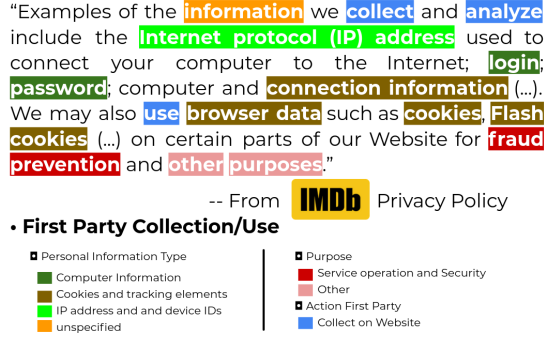 “Examples of the information we collect and analyze
include the Internet protocol (IP) address used to
connect your computer to the Internet; login;
password; computer and connection information (...).
We may also use browser data such as cookies, Flash
cookies (...) on certain parts of our Website for fraud
prevention and other purposes.”
-- From IMDb Privacy Policy
• First Party Collection/Use
Personal Information Type
Computer Information
Cookies and tracking elements
IP address and and device IDs
unspecified
Purpose
Service operation and Security
Other
Action First Party
Collect on Website